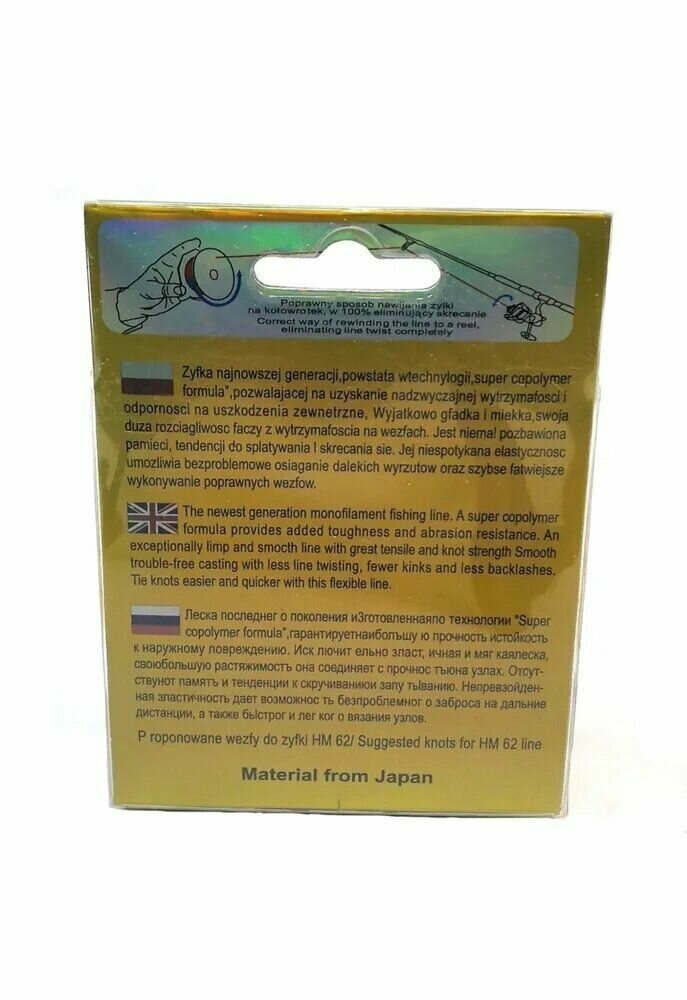 Poprawny sposob nawijania zylki
na kołowrotek, w 100% eliminujący skrecanie
Correct way of rewinding the line to a reel,
eliminating line twist completely
Zyfka najnowszej generacji,powstata wtechnylogii,super copolymer
formula",pozwalajacej na uzyskanie nadzwyczajnej wytrzymafosci i
odpornosci na uszkodzenia zewnetrzne, Wyjatkowo gfadka I miekka,swoja
duza rozciagliwosc faczy z wytrzymafoscia na wezfach. Jest niemal pozbawiona
pamieci, tendencji do splatywania I skrecania sie. Jej niespotykana elastycznosc
umozliwia bezproblemowe osiaganie dalekich wyrzutow oraz szybse fatwiejsze
wykonywanie poprawnych wezfow.
The newest generation monofilament fishing line. A super copolymer
formula provides added toughness and abrasion resistance. An
exceptionally limp and smooth line with great tensile and knot strength Smooth
trouble-free casting with less line twisting, fewer kinks and less backlashes.
Tie knots easier and quicker with this flexible line.
Леска последнег о поколения иЗготовленнаяпо технологии "Super
copolymer formula",гарантируетнаибольшу ю прочность истойкость
к наружному повреждению. Иск лючит ельно эласт, ичная и мяг каялеска,
своюбольшую растяжимость она соединяет с прочнос тъюна узлах. Отсут-
ствуюот памятъ и тенденции к скручиваниюи запу тыванию. Непревзойден-
ная эластичность дает возможнос ть безпроблемног о заброса на дальние
дистанции, а также быстрог и лег ког о вязания узлов.
P roponowane wezfy do zyfki HM 62/ Suggested knots for HM 62 line
Material from Japan